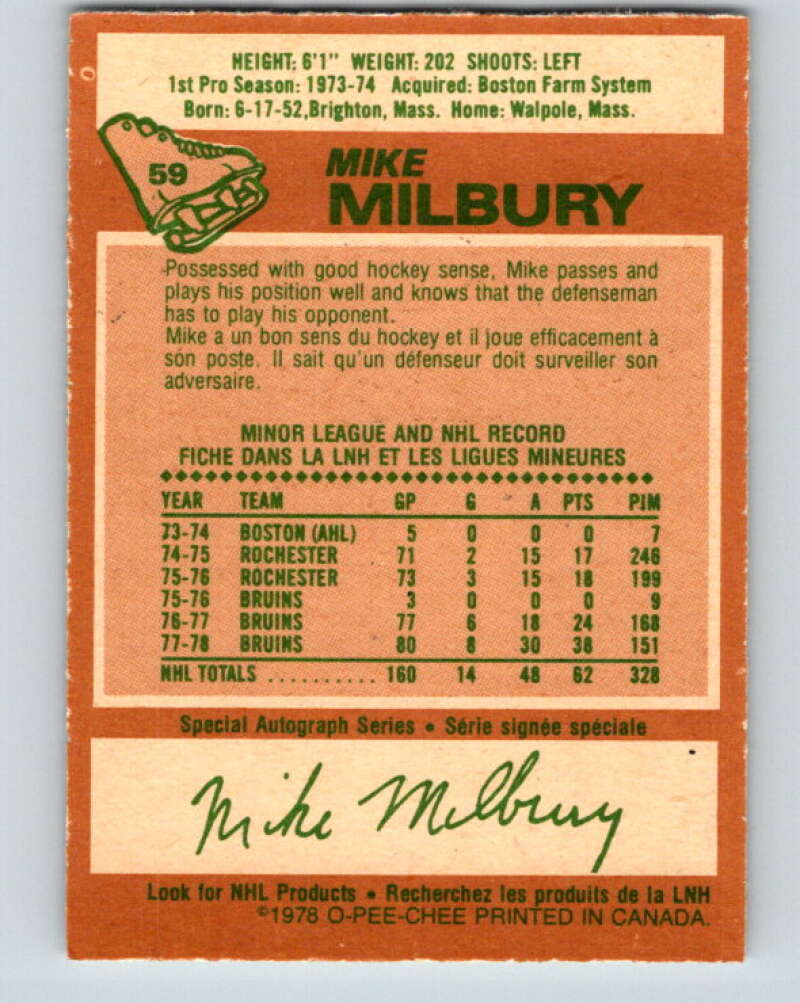 HEIGHT: 6'1" WEIGHT: 202 SHOOTS: LEFT
1st Pro Season: 1973-74 Acquired: Boston Farm System
Born: 6-17-52,Brighton, Mass. Home: Walpole, Mass.
59
MIKE
MILBURY
Possessed with good hockey sense, Mike passes and
plays his position well and knows that the defenseman
has to play his opponent.
Mike a un bon sens du hockey et il joue efficacement à
son poste. Il sait qu'un défenseur doit surveiller son
adversaire.
MINOR LEAGUE AND NHL RECORD
FICHE DANS LA LNH ET LES LIGUES MINEURES
YEAR TEAM GP G A PTS PIM
73-74 BOSTON (AHL) 5 0 0 0 7
74-75 ROCHESTER 71 2 15 17 246
75-76 ROCHESTER 73 3 15 18 199
75-76 BRUINS 3 0 0 0 9
76-77 BRUINS 77 6 18 24 168
77-78 BRUINS 80 8 30 38 151
NHL TOTALS .......... 160 14 48 62 328
Special Autograph Series • Série signée spéciale
Mike Milbury
Look for NHL Products • Recherchez les produits de la LNH
©1978 O-PEE-CHEE PRINTED IN CANADA.